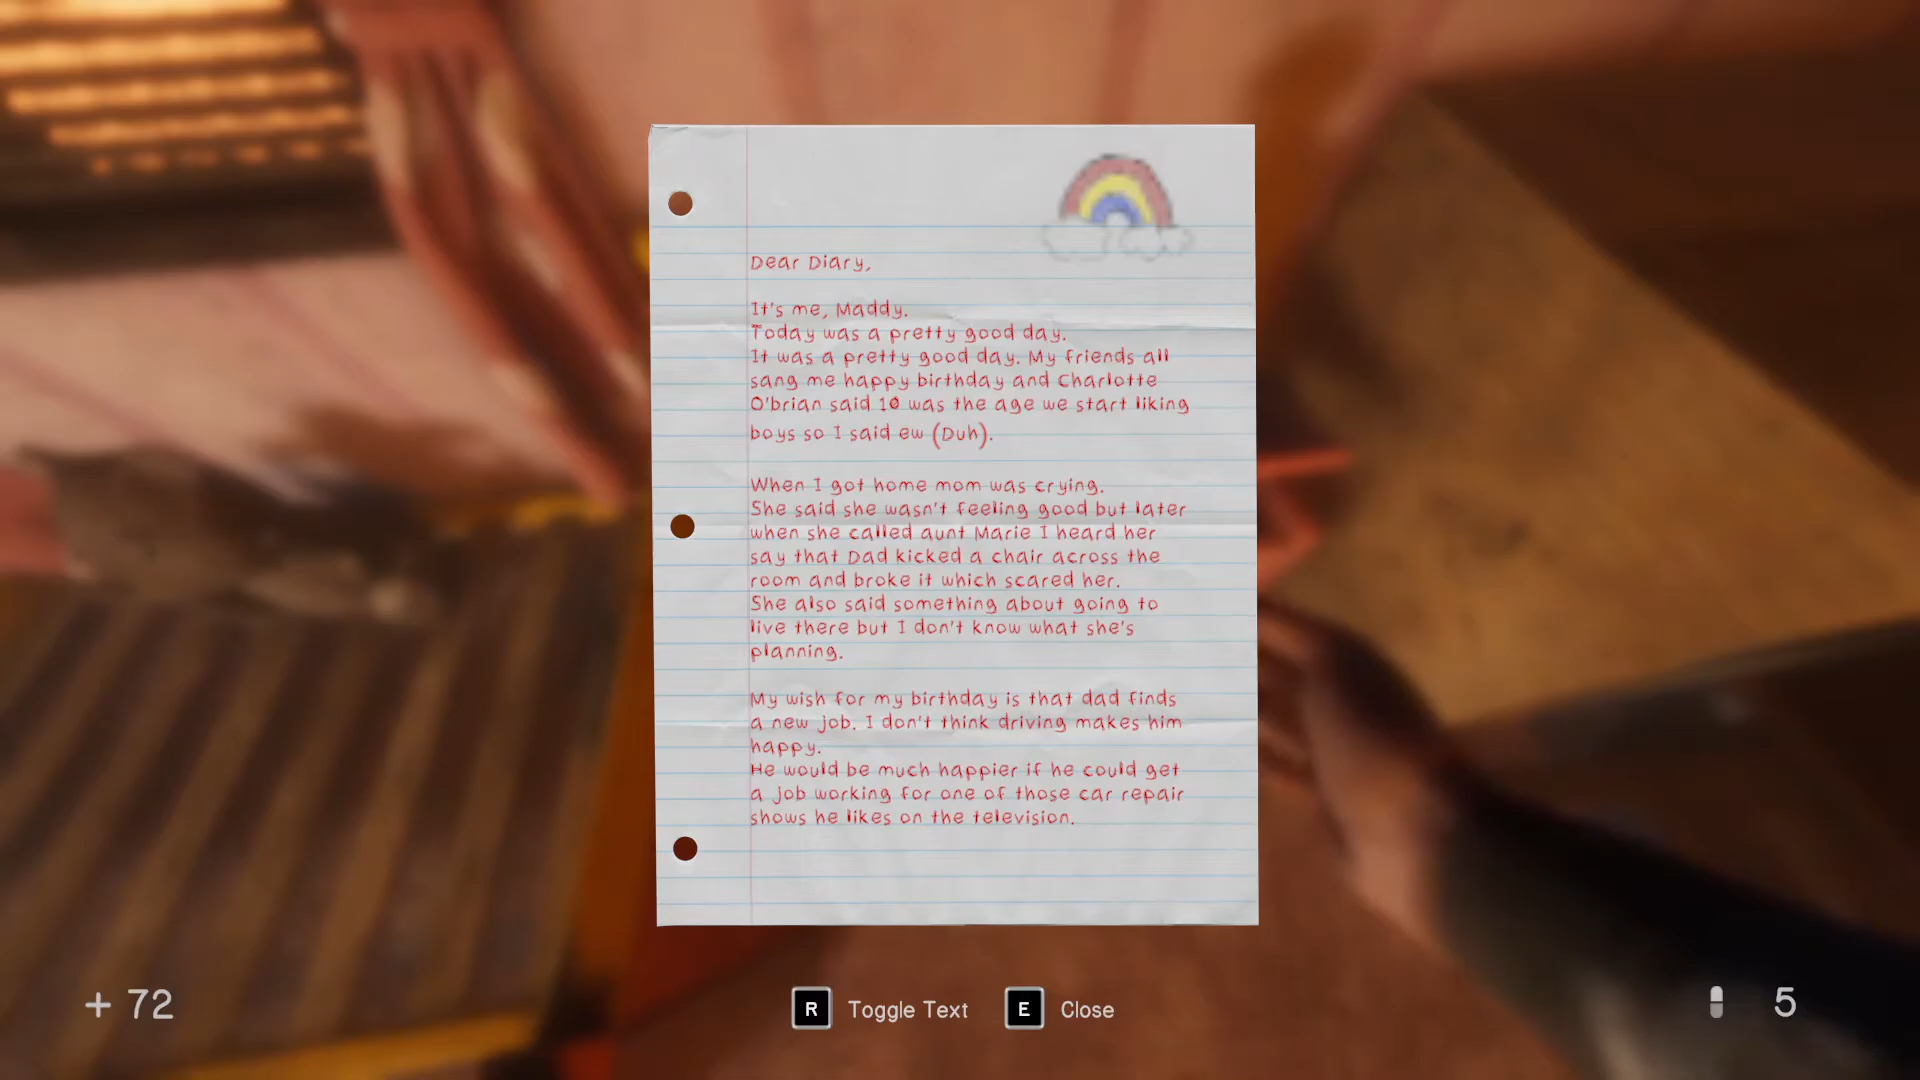 Dear Diary,
It's me, Maddy.
Today was a pretty good day.
It was a pretty good day. My friends all
sang me happy birthday and Charlotte
O'brian said 10 was the age we start liking
boys so I said ew (Duh).
When I got home mom was crying.
She said she wasn't feeling good but later
when she called aunt Marie I heard her
say that Dad kicked a chair across the
room and broke it which scared her.
She also said something about going to
live there but I don't know what she's
planning.
My wish for my birthday is that dad finds
a new job. I don't think driving makes him
happy.
He would be much happier if he could get
a job working for one of those car repair
shows he likes on the television.
+ 72
R Toggle Text E Close
5